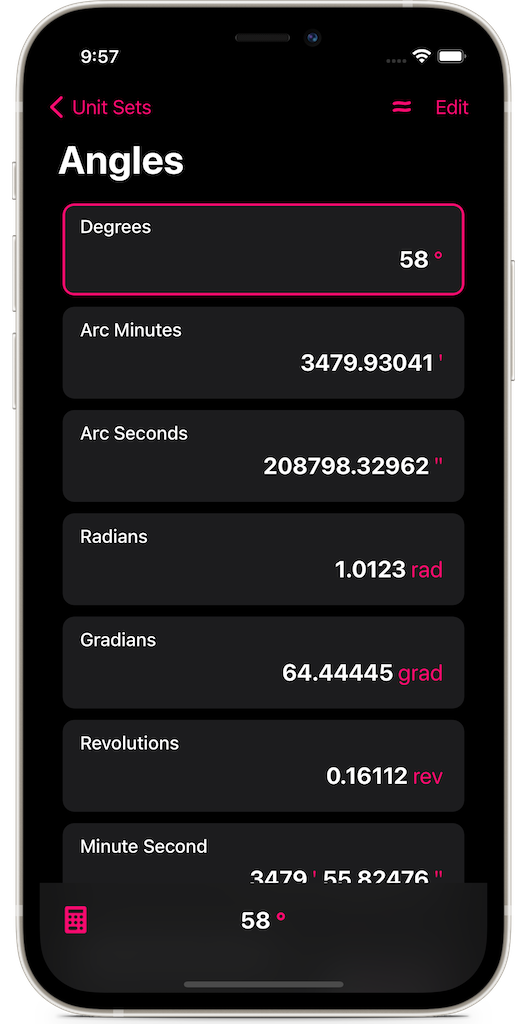 9:57
Unit Sets
Edit
Angles
Degrees
58 °
Arc Minutes
3479.93041 '
Arc Seconds
208798.32962 "
Radians
1.0123 rad
Gradians
64.44445 grad
Revolutions
0.16112 rev
Minute Second
3479 ' 55.82476 "
58 °